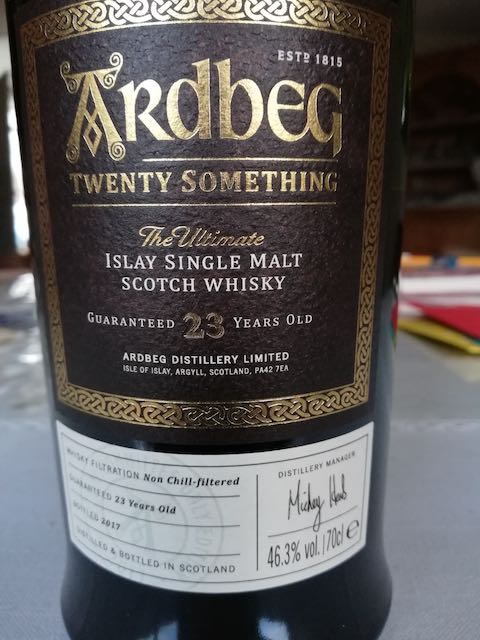 ESTD 1815
ARDBEG
TWENTY SOMETHING
The Ultimate
ISLAY SINGLE MALT
SCOTCH WHISKY
GUARANTEED 23 YEARS OLD
ARDBEG DISTILLERY LIMITED
ISLE OF ISLAY, ARGYLL, SCOTLAND, PA42 7EA
WHISKY FILTRATION Non Chill-filtered
GUARANTEED 23 Years Old
BOTTLED 2017
DISTILLED & BOTTLED IN SCOTLAND
DISTILLERY MANAGER
46.3% vol. | 70cl e